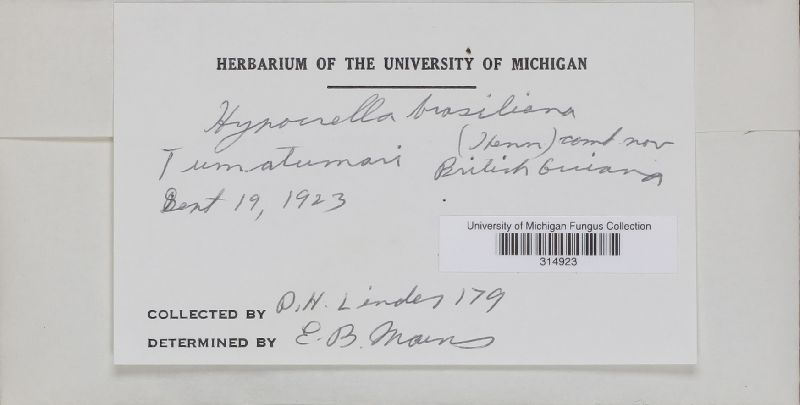 HERBARIUM OF THE UNIVERSITY OF MICHIGAN
Hypocrella brasiliana
(Henn) comb nov
Tumatumari British Guiana
Sept 19, 1923
University of Michigan Fungus Collection
314923
COLLECTED BY D.H. Linder 179
DETERMINED BY E.B. Mains